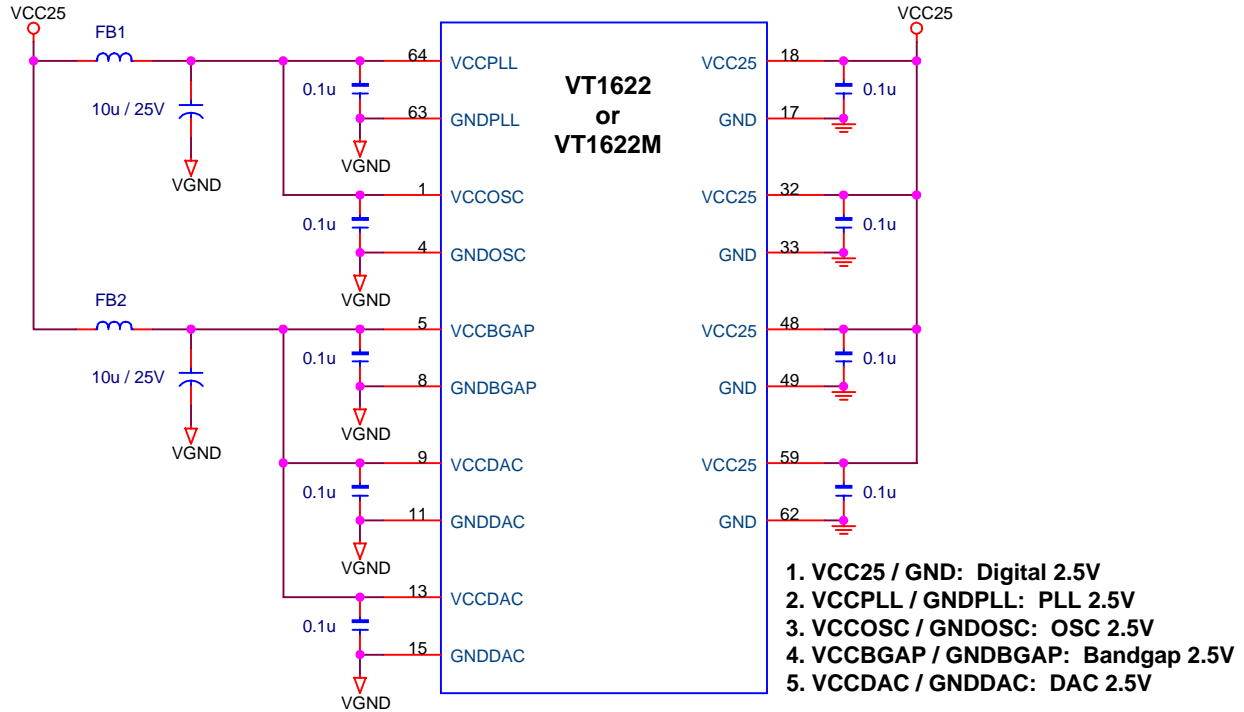 VCC25
VCC25
FB1
64
VCCPLL
VCC25
18
0.1u
10u / 25V
63
GNDPLL
VT1622
or
VT1622M
GND
17
0.1u
VGND
VGND
1
VCCOSC
VCC25
32
0.1u
0.1u
4
GNDOSC
GND
33
VGND
FB2
5
VCCBGAP
VCC25
48
0.1u
0.1u
10u / 25V
8
GNDBGAP
GND
49
VGND
VGND
9
VCCDAC
VCC25
59
0.1u
0.1u
11
GNDDAC
GND
62
VGND
13
VCCDAC
0.1u
15
GNDDAC
VGND
1. VCC25 / GND: Digital 2.5V
2. VCCPLL / GNDPLL: PLL 2.5V
3. VCCOSC / GNDOSC: OSC 2.5V
4. VCCBGAP / GNDBGAP: Bandgap 2.5V
5. VCCDAC / GNDDAC: DAC 2.5V